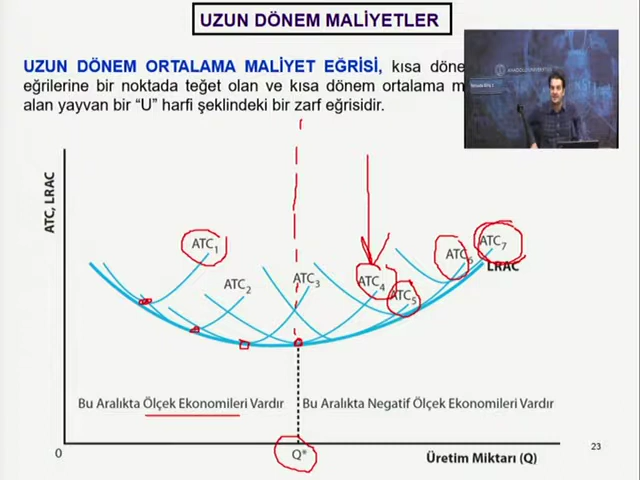 UZUN DÖNEM MALİYETLER
UZUN DÖNEM ORTALAMA MALİYET EĞRİSİ, kısa
eğrilerine bir noktada teğet olan ve kısa dönem ortalama
alan yayvan bir “U” harfi şeklindeki bir zarf eğrisidir.
ATC, LRAC
ATC1
ATC2
ATC3
ATC4
ATC5
ATC6
ATC7
LRAC
Bu Aralıkta Ölçek Ekonomileri Vardır
Bu Aralıkta Negatif Ölçek Ekonomileri Vardır
0
Q*
Üretim Miktarı (Q)
23